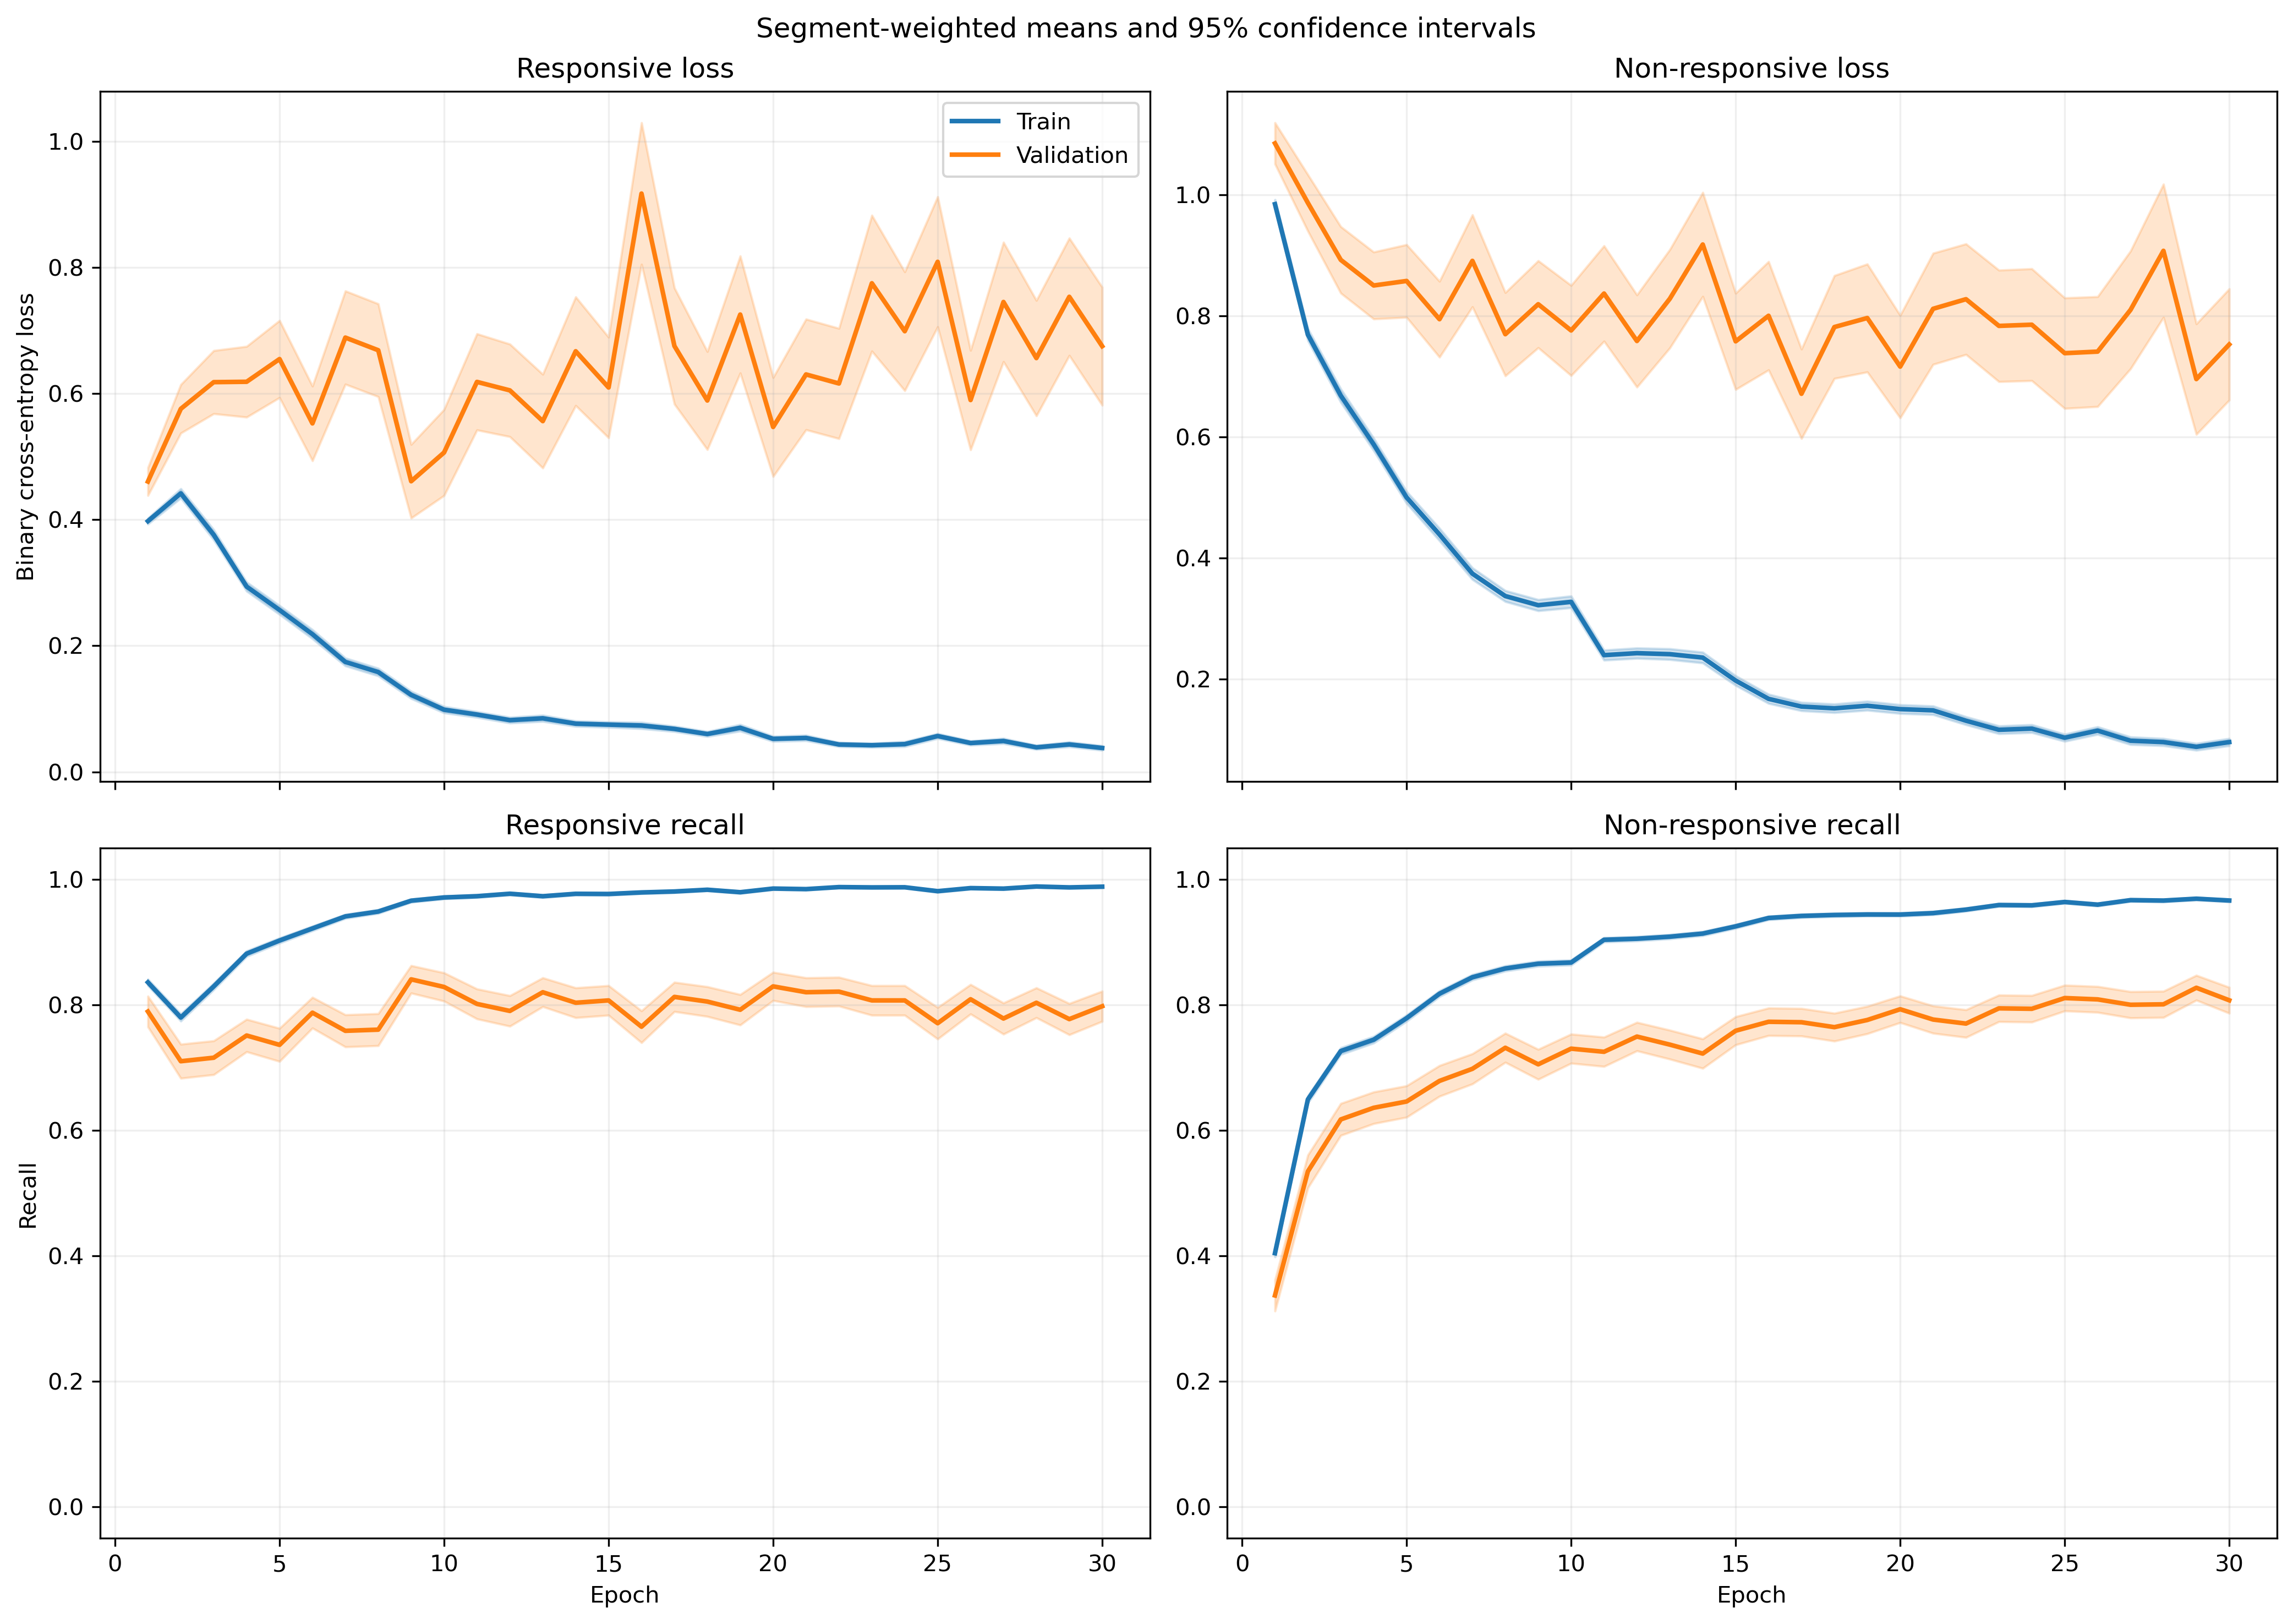 Segment-weighted means and 95% confidence intervals
Responsive loss
Non-responsive loss
Train
Validation
1.0
0.8
0.6
0.4
0.2
0.0
Binary cross-entropy loss
1.0
0.8
0.6
0.4
0.2
Responsive recall
Non-responsive recall
1.0
0.8
0.6
0.4
0.2
0.0
Recall
0 5 10 15 20 25 30
Epoch
1.0
0.8
0.6
0.4
0.2
0.0
0 5 10 15 20 25 30
Epoch